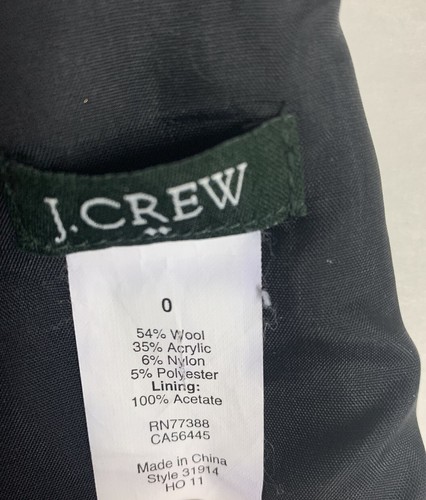 J.CREW
0
54% Wool
35% Acrylic
6% Nylon
5% Polyester
Lining:
100% Acetate
RN77388
CA56445
Made in China
Style 31914
HO 11